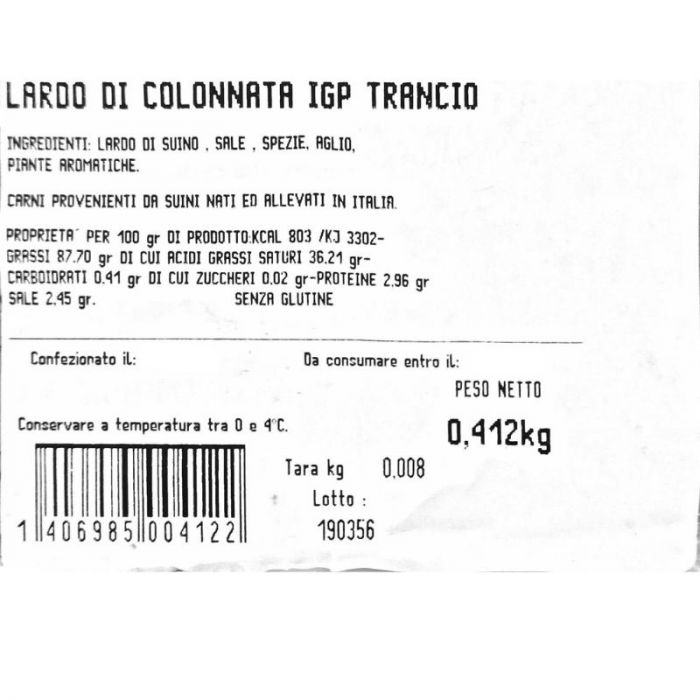 LARDO DI COLONNATA IGP TRANCIO
INGREDIENTI: LARDO DI SUINO , SALE , SPEZIE, AGLIO,
PIANTE AROMATICHE.
CARNI PROVENIENTI DA SUINI NATI ED ALLEVATI IN ITALIA.
PROPRIETA' PER 100 gr DI PRODOTTO:KCAL 803 /KJ 3302-
GRASSI 87.70 gr DI CUI ACIDI GRASSI SATURI 36.21 gr-
CARBOIDRATI 0.41 gr DI CUI ZUCCHERI 0.02 gr-PROTEINE 2.96 gr
SALE 2.45 gr. SENZA GLUTINE
Confezionato il: Da consumare entro il:
PESO NETTO
Conservare a temperatura tra 0 e 4°C.
0,412kg
Tara kg 0,008
Lotto :
1 406985 004122 190356